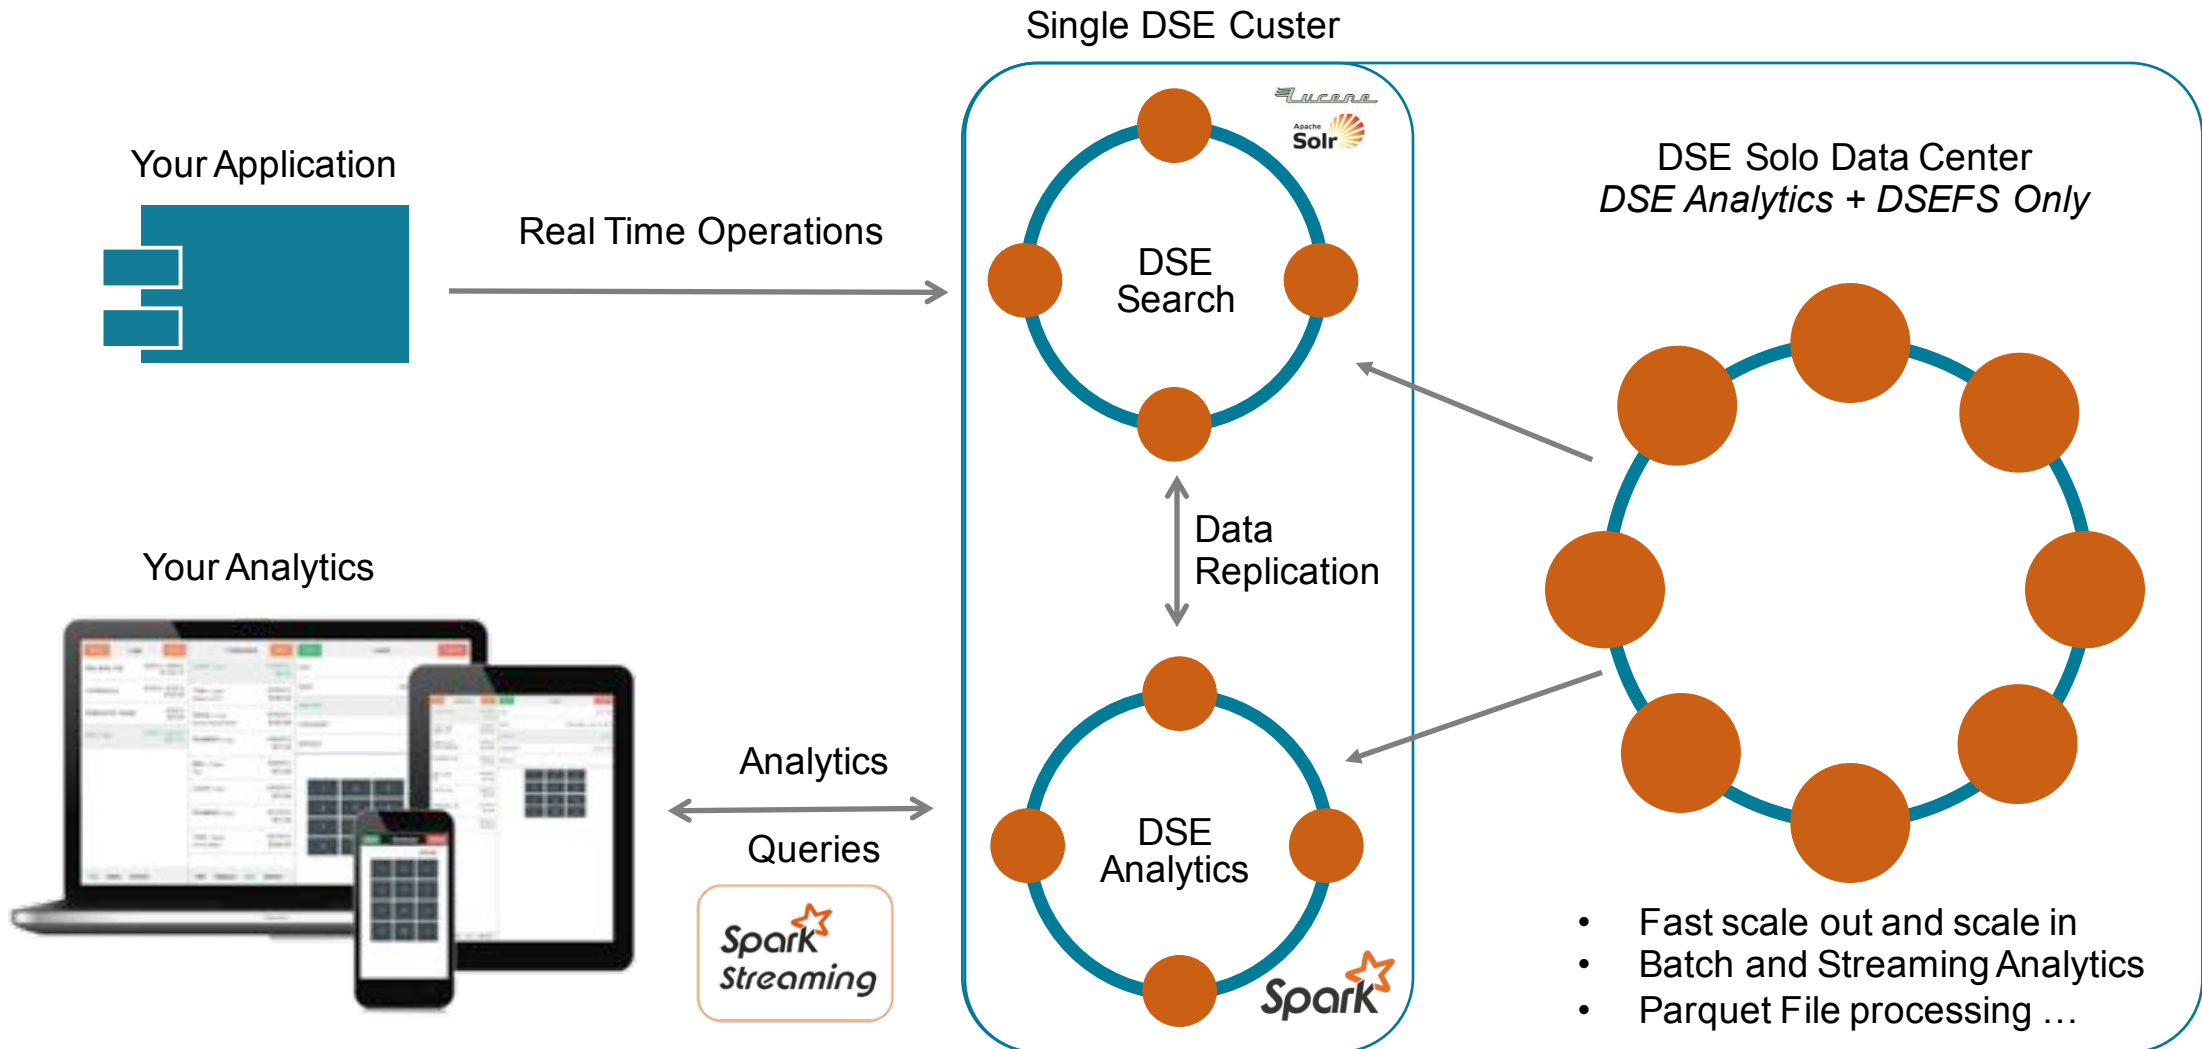 Single DSE Custer
Lucene
Apache
Solr
Your Application
Real Time Operations
DSE
Search
DSE Solo Data Center
DSE Analytics + DSEFS Only
Data
Replication
Your Analytics
Analytics
Queries
Spark
Streaming
DSE
Analytics
Spark
• Fast scale out and scale in
• Batch and Streaming Analytics
• Parquet File processing …